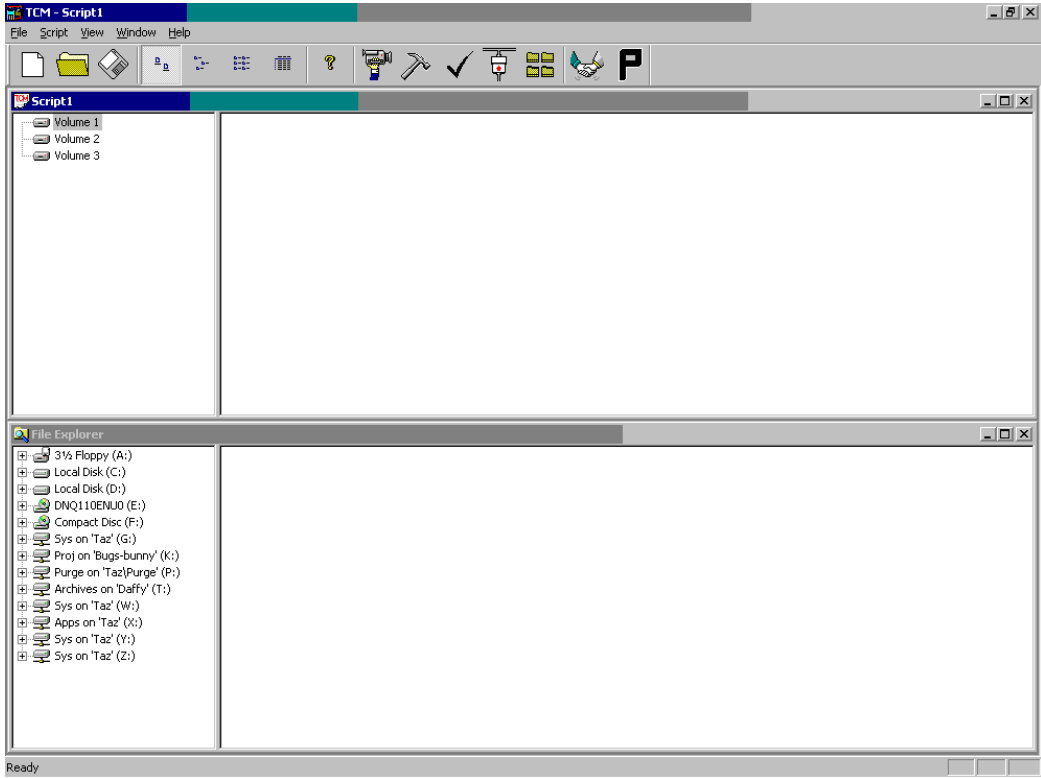 TCM - Script1
File Script View Window Help
P
Script1
Volume 1
Volume 2
Volume 3
File Explorer
3½ Floppy (A:)
Local Disk (C:)
Local Disk (D:)
DNQ110ENU0 (E:)
Compact Disc (F:)
Sys on 'Taz' (G:)
Proj on 'Bugs-bunny' (K:)
Purge on 'Taz\Purge' (P:)
Archives on 'Daffy' (T:)
Sys on 'Taz' (W:)
Apps on 'Taz' (X:)
Sys on 'Taz' (Y:)
Sys on 'Taz' (Z:)
Ready